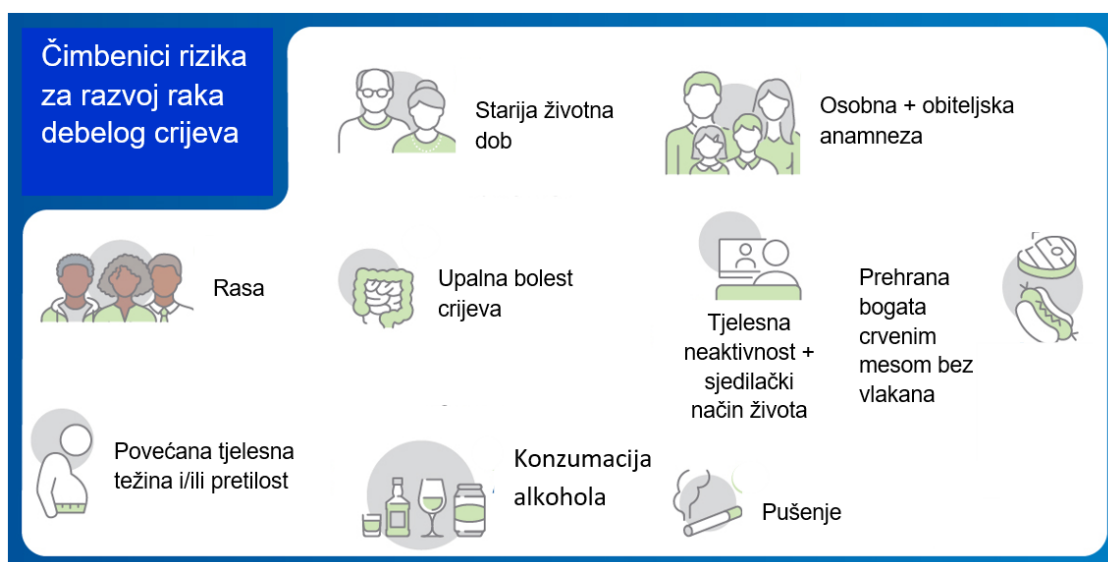 Čimbenici rizika
za razvoj raka
debelog crijeva
Starija životna
dob
Osobna + obiteljska
anamneza
Rasa
Upalna bolest
crijeva
Tjelesna
neaktivnost +
sjedilački
način života
Prehrana
bogata
crvenim
mesom bez
vlakana
Povećana tjelesna
težina i/ili pretilost
Konzumacija
alkohola
Pušenje